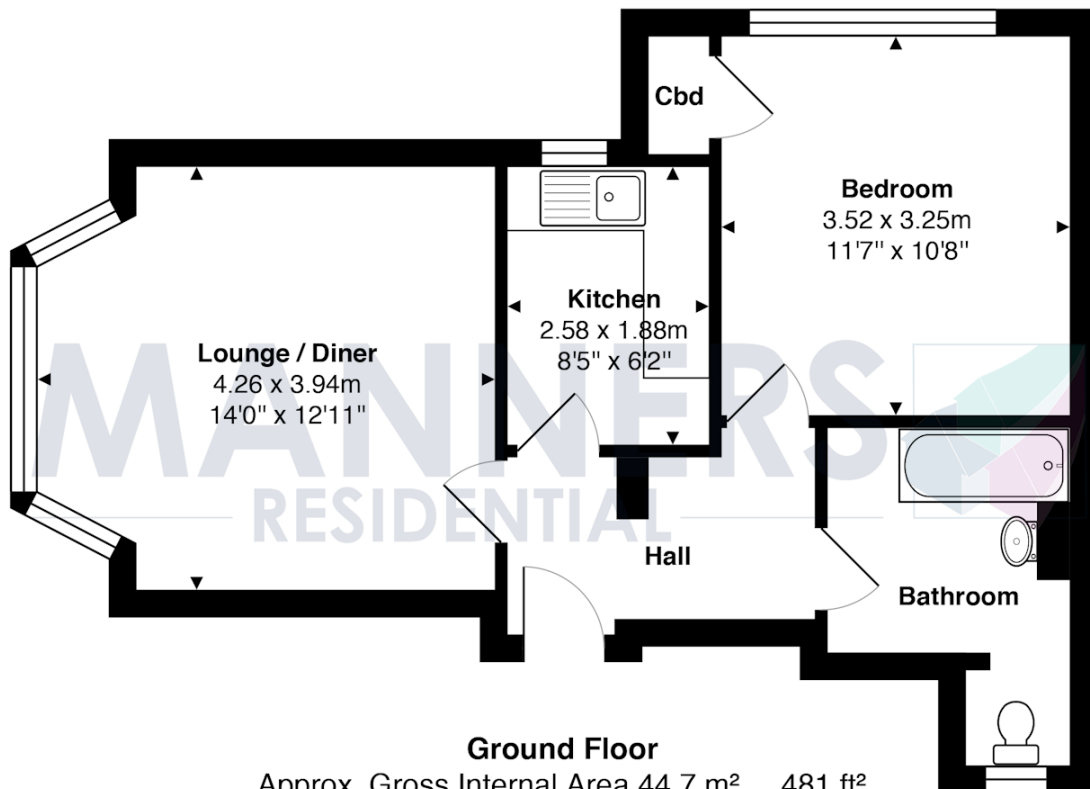 Cbd
Bedroom
3.52 x 3.25m
11'7" x 10'8"
Kitchen
2.58 x 1.88m
8'5" x 6'2"
Lounge / Diner
4.26 x 3.94m
14'0" x 12'11"
MANNERS
RESIDENTIAL
Hall
Bathroom
Ground Floor
Approx. Gross Internal Area 44.7 m² ... 481 ft²